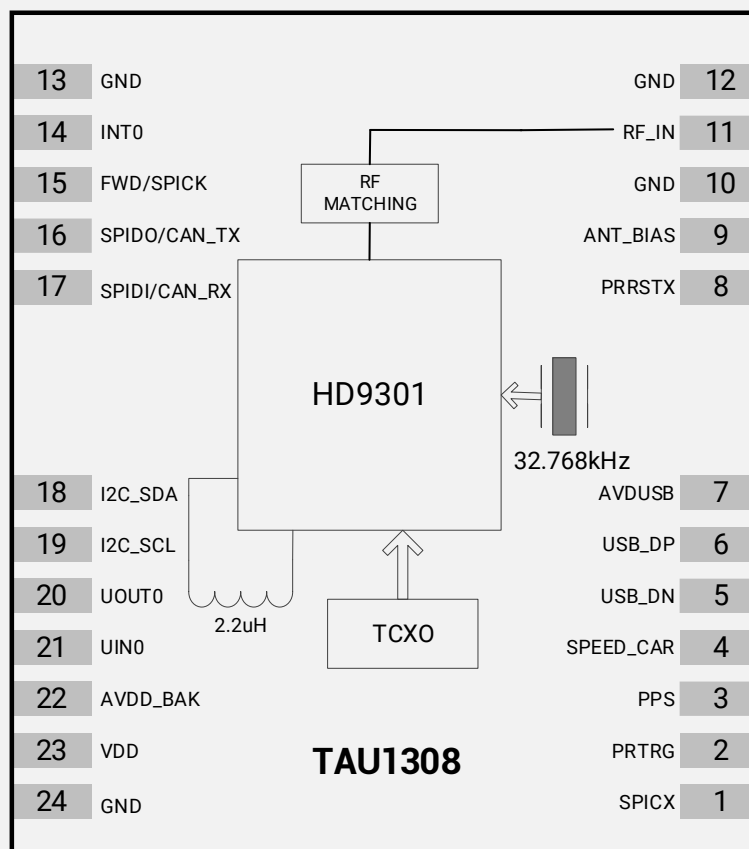 13 GND
14 INT0
15 FWD/SPICK
16 SPIDO/CAN_TX
17 SPIDI/CAN_RX
18 I2C_SDA
19 I2C_SCL
20 UOUT0
21 UIN0
22 AVDD_BAK
23 VDD
24 GND
RF
MATCHING
HD9301
32.768kHz
2.2uH
TCXO
TAU1308
GND 12
RF_IN 11
GND 10
ANT_BIAS 9
PRRSTX 8
AVDUSB 7
USB_DP 6
USB_DN 5
SPEED_CAR 4
PPS 3
PRTRG 2
SPICX 1